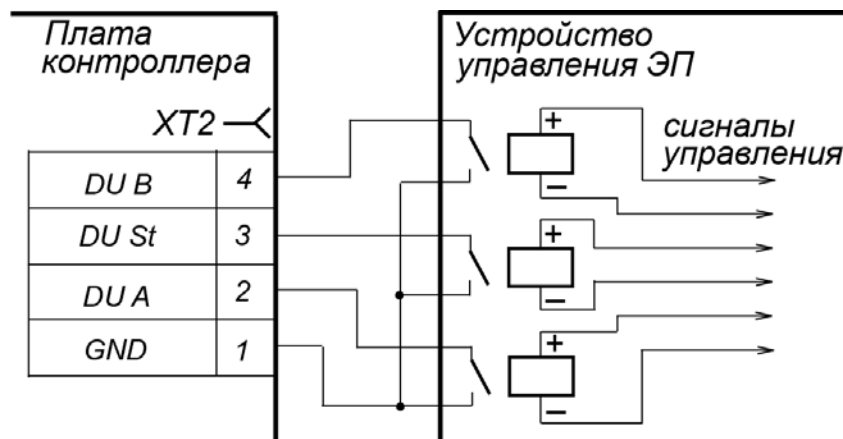 Плата
контроллера
XT2
DU B 4
DU St 3
DU A 2
GND 1
Устройство
управления ЭП
сигналы
управления
+
−
+
−
+
−